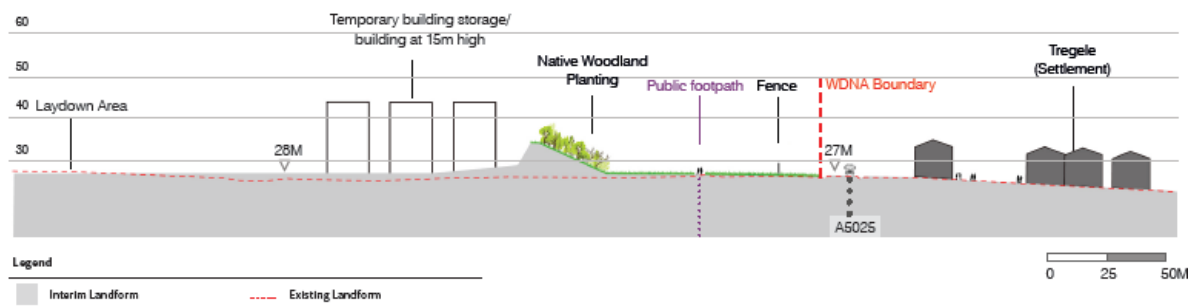 60
Temporary building storage/
building at 15m high
Tregele
(Settlement)
50
Native Woodland
Planting
Public footpath
Fence
WDNA Boundary
40
Laydown Area
30
28M
27M
A5025
Legend
0 25 50M
Interim Landform
Existing Landform